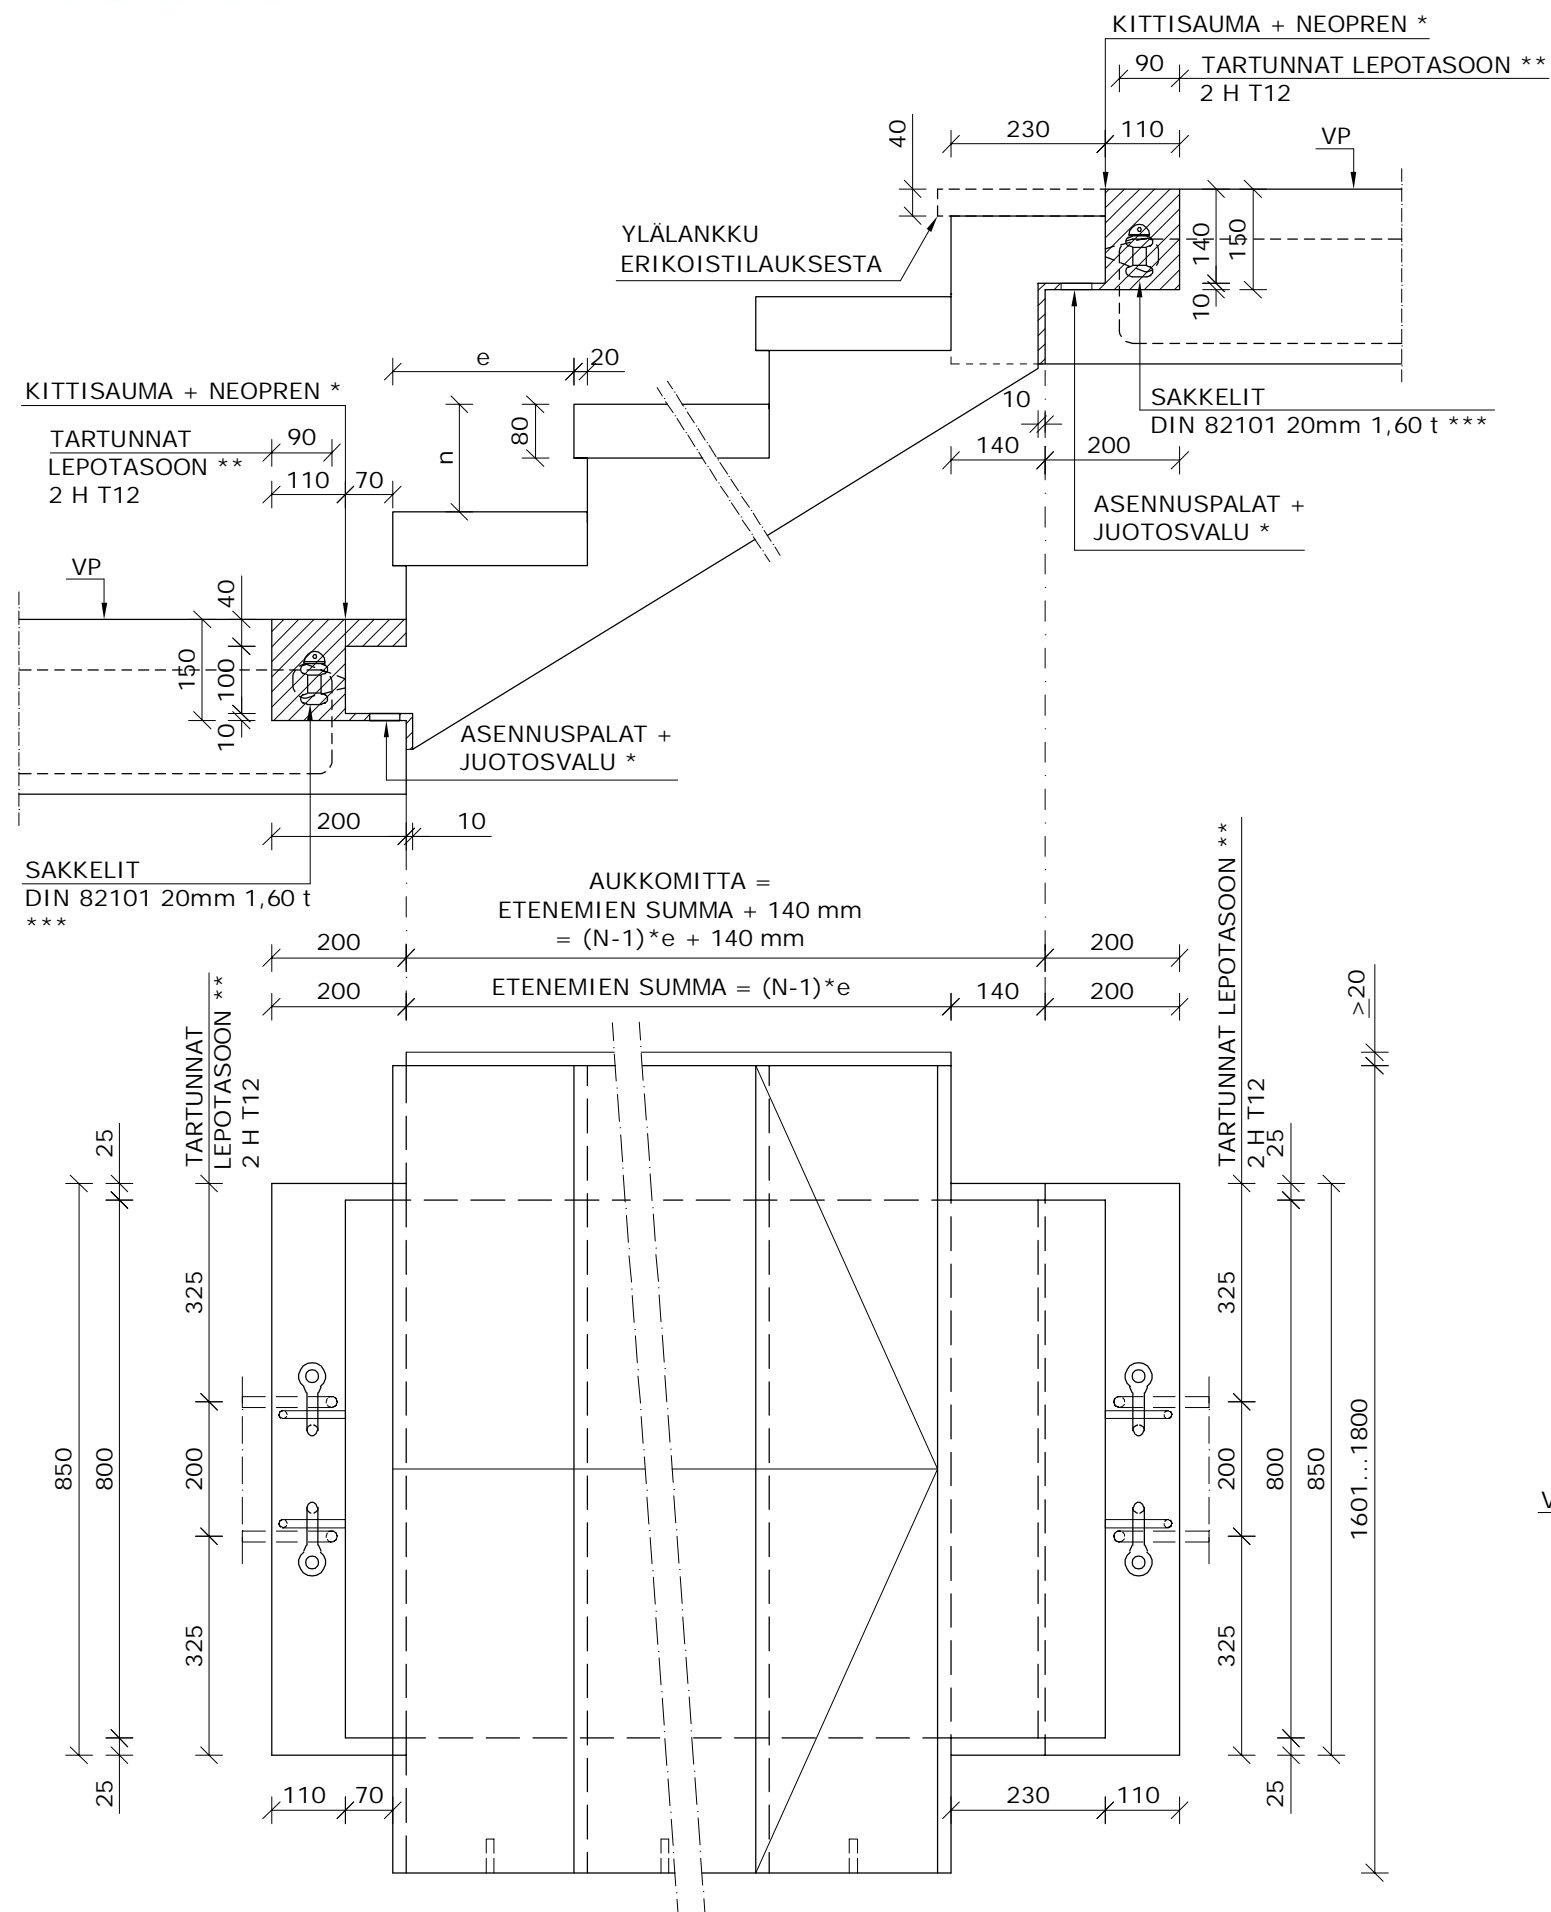 KITTISAUMA + NEOPREN *
90
TARTUNNAT LEPOTASOON **
2 H T12
40
230
110
VP
YLÄLANKKU
ERIKOISTILAUKSESTA
140
150
10
e
20
KITTISAUMA + NEOPREN *
TARTUNNAT
LEPOTASOON **
2 H T12
90
110
70
n
80
10
140
200
SAKKELIT
DIN 82101 20mm 1,60 t ***
ASENNUSPALAT +
JUOTOSVALU *
VP
40
150
100
10
ASENNUSPALAT +
JUOTOSVALU *
200
10
SAKKELIT
DIN 82101 20mm 1,60 t
***
AUKKOMITTA =
ETENEMIEN SUMMA + 140 mm
= (N-1)*e + 140 mm
200
200
200
ETENEMIEN SUMMA = (N-1)*e
140
200
TARTUNNAT
LEPOTASOON **
2 H T12
TARTUNNAT LEPOTASOON **
2 H T12
≥20
25
25
850
800
325
200
325
325
200
325
800
850
1601...1800
V
25
25
110
70
230
110